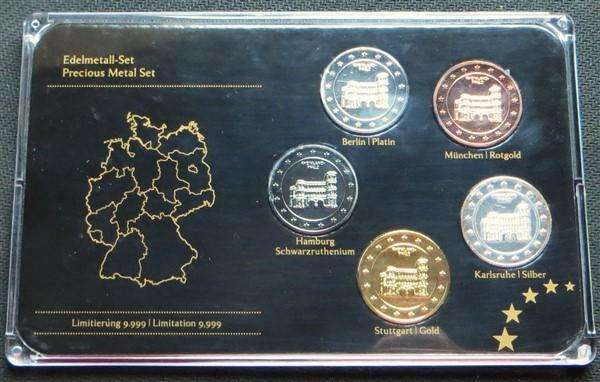 Edelmetall-Set
Precious Metal Set
Berlin | Platin
München | Rotgold
Hamburg
Schwarzruthenium
Karlsruhe | Silber
Stuttgart | Gold
Limitierung 9.999 | Limitation 9,999